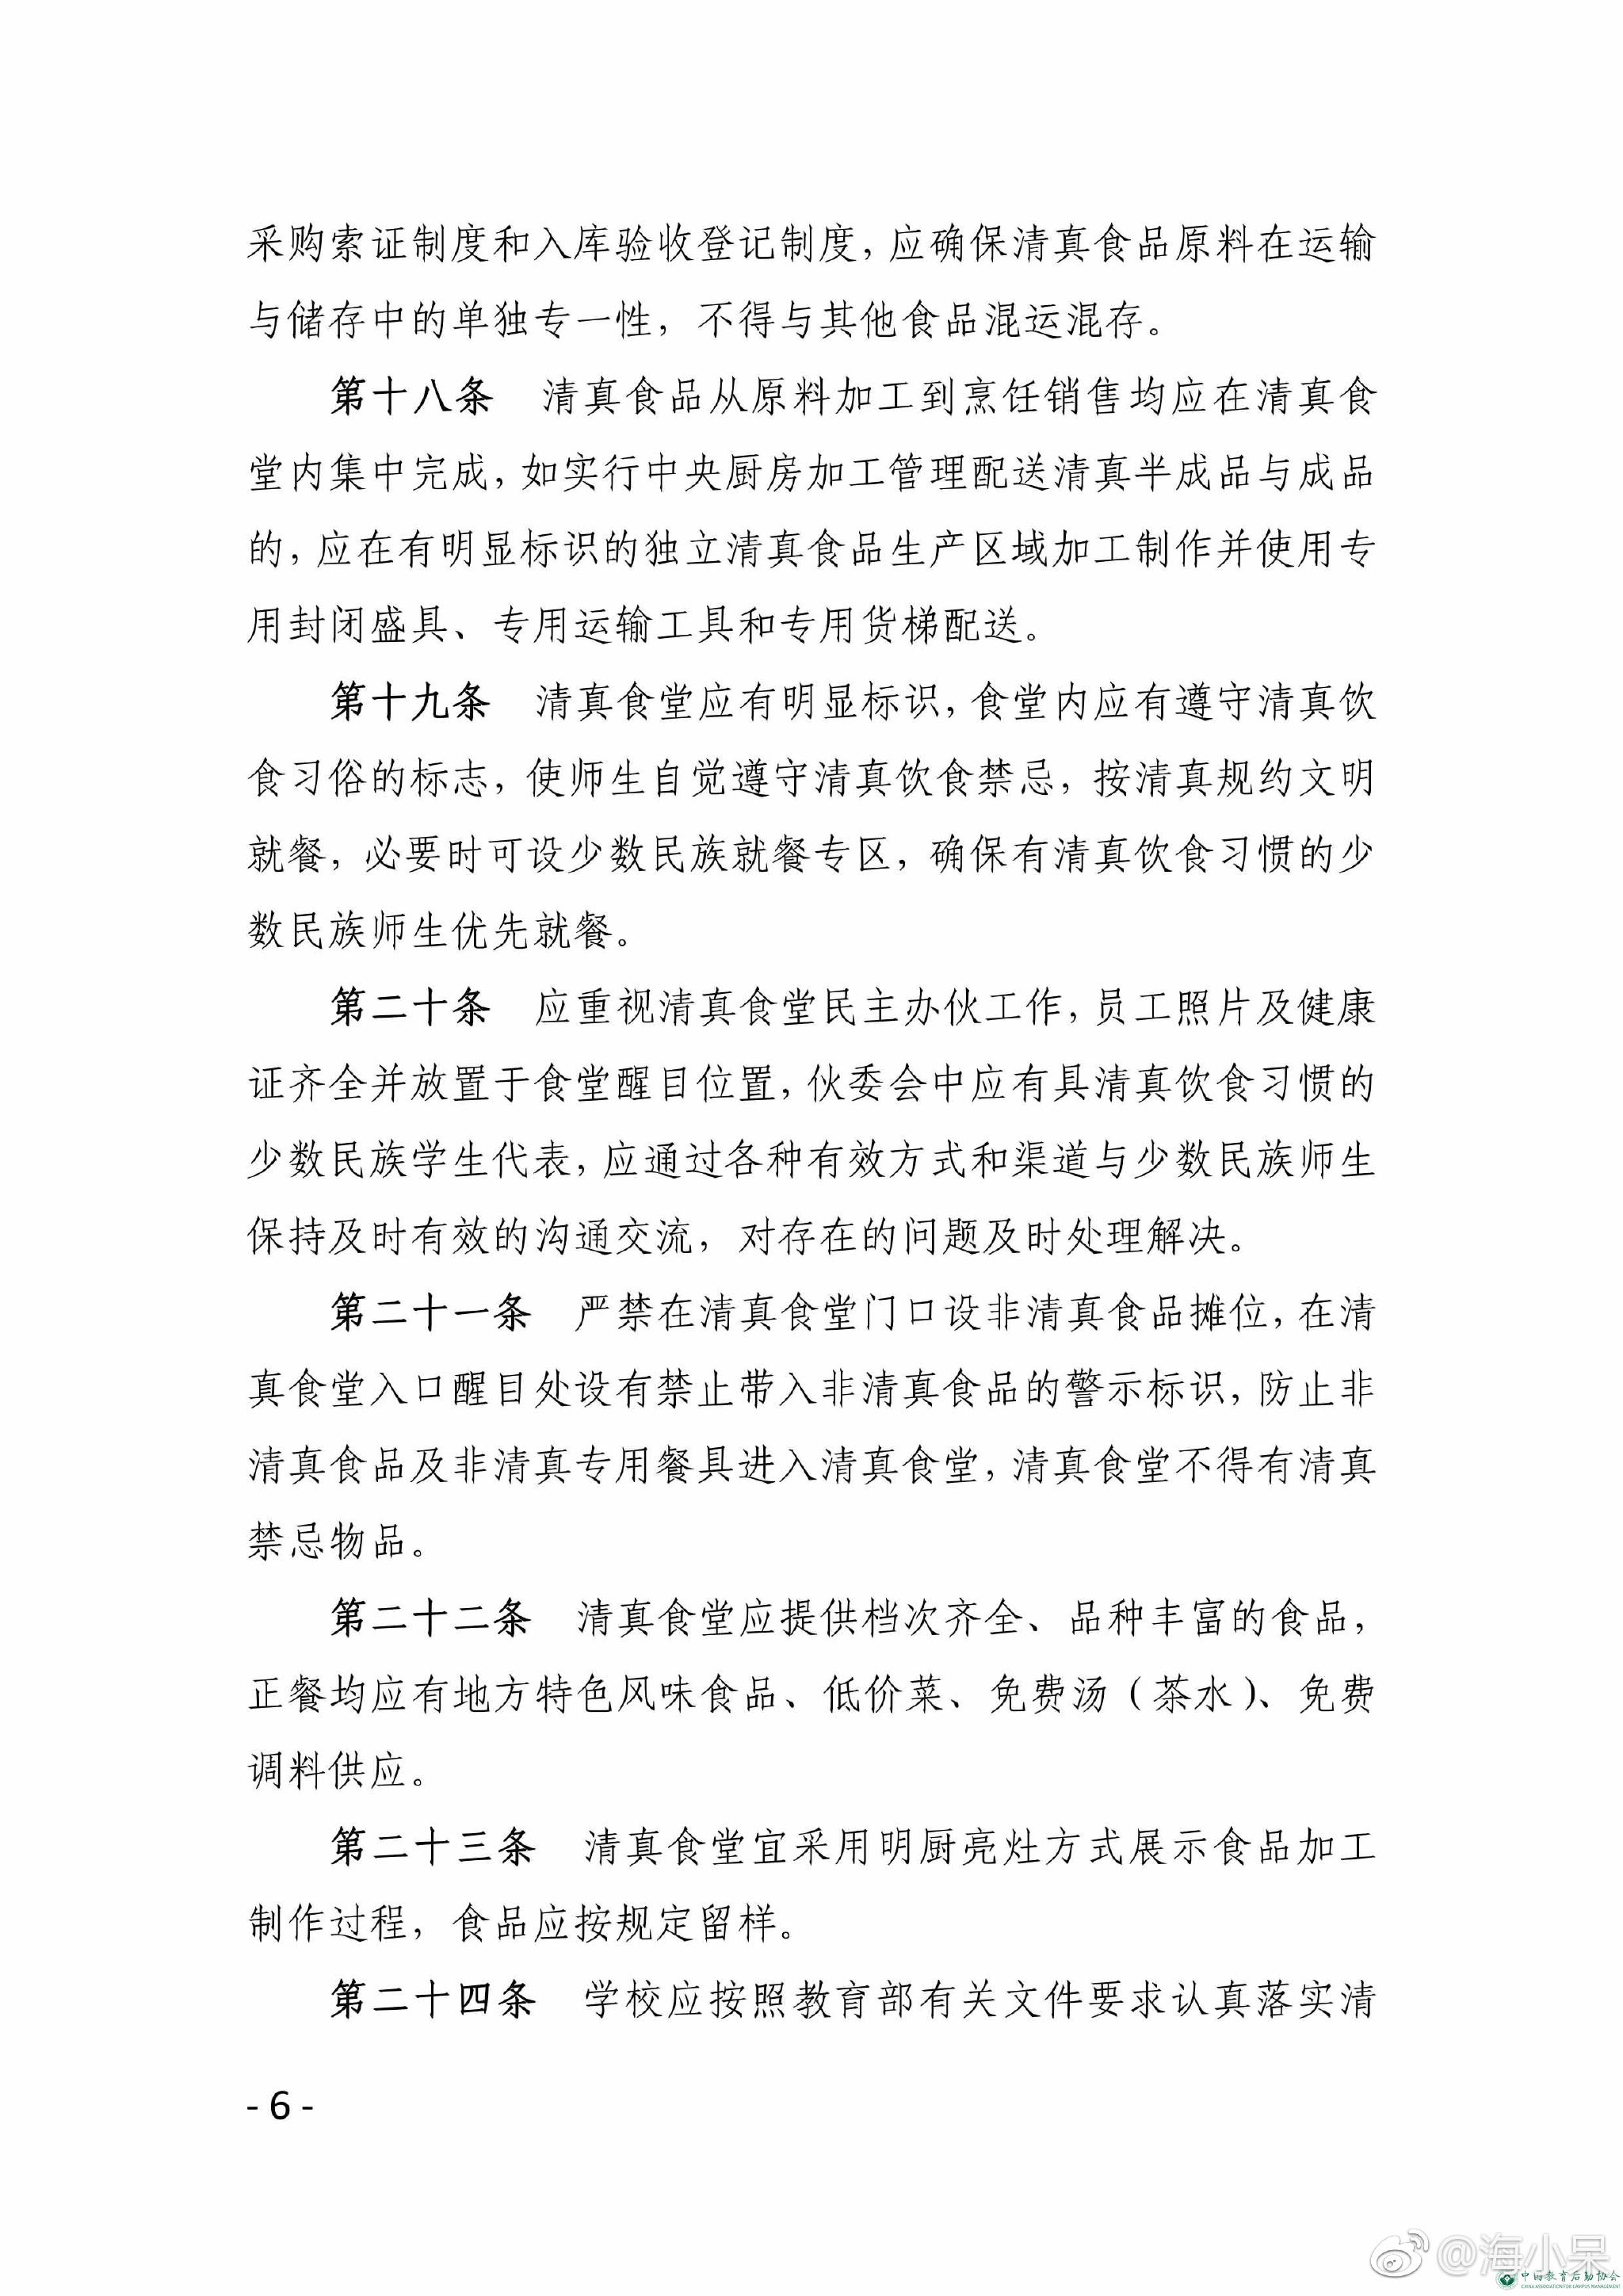 采购索证制度和入库验收登记制度，应确保清真食品原料在运输
与储存中的单独专一性，不得与其他食品混运混存。
第十八条 清真食品从原料加工到烹饪销售均应在清真食
堂内集中完成，如实行中央厨房加工管理配送清真半成品与成品
的，应在有明显标识的独立清真食品生产区域加工制作并使用专
用封闭盛具、专用运输工具和专用货梯配送。
第十九条 清真食堂应有明显标识，食堂内应有遵守清真饮
食习俗的标志，使师生自觉遵守清真饮食禁忌，按清真规约文明
就餐，必要时可设少数民族就餐专区，确保有清真饮食习惯的少
数民族师生优先就餐。
第二十条 应重视清真食堂民主办伙工作，员工照片及健康
证齐全并放置于食堂醒目位置，伙委会中应有具清真饮食习惯的
少数民族学生代表，应通过各种有效方式和渠道与少数民族师生
保持及时有效的沟通交流，对存在的问题及时处理解决。
第二十一条 严禁在清真食堂门口设非清真食品摊位，在清
真食堂入口醒目处设有禁止带入非清真食品的警示标识，防止非
清真食品及非清真专用餐具进入清真食堂，清真食堂不得有清真
禁忌物品。
第二十二条 清真食堂应提供档次齐全、品种丰富的食品，
正餐均应有地方特色风味食品、低价菜、免费汤（茶水）、免费
调料供应。
第二十三条 清真食堂宜采用明厨亮灶方式展示食品加工
制作过程，食品应按规定留样。
第二十四条 学校应按照教育部有关文件要求认真落实清
- 6 -
@海小呆
中国教育后勤协会